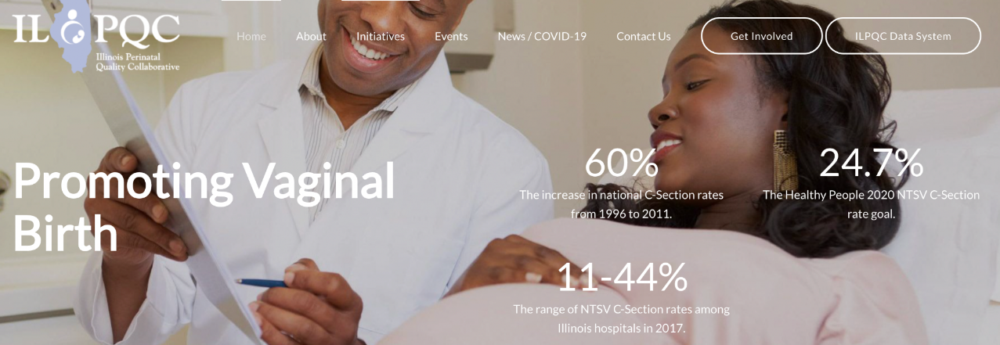 IL PQC
Illinois Perinatal
Quality Collaborative
Home About Initiatives Events News / COVID-19 Contact Us Get Involved ILPQC Data System
Promoting Vaginal
Birth
60%
The increase in national C-Section rates
from 1996 to 2011.
24.7%
The Healthy People 2020 NTSV C-Section
rate goal.
11-44%
The range of NTSV C-Section rates among
Illinois hospitals in 2017.